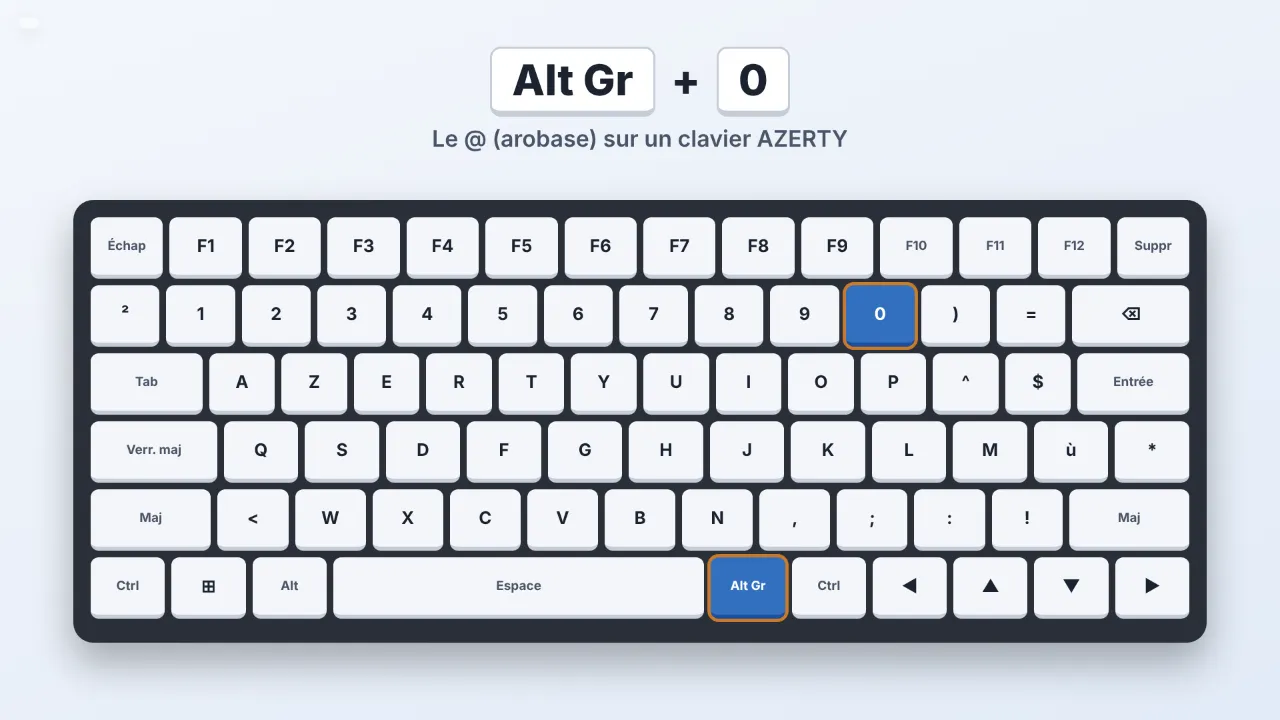 Alt Gr + 0
Le @ (arobase) sur un clavier AZERTY
Échap F1 F2 F3 F4 F5 F6 F7 F8 F9 F10 F11 F12 Suppr
² 1 2 3 4 5 6 7 8 9 0 ) = ⌫
Tab A Z E R T Y U I O P ^ $ Entrée
Verr. maj Q S D F G H J K L M ù *
Maj < W X C V B N , ; : ! Maj
Ctrl ⊞ Alt Espace Alt Gr Ctrl ◀ ▲ ▼ ▶